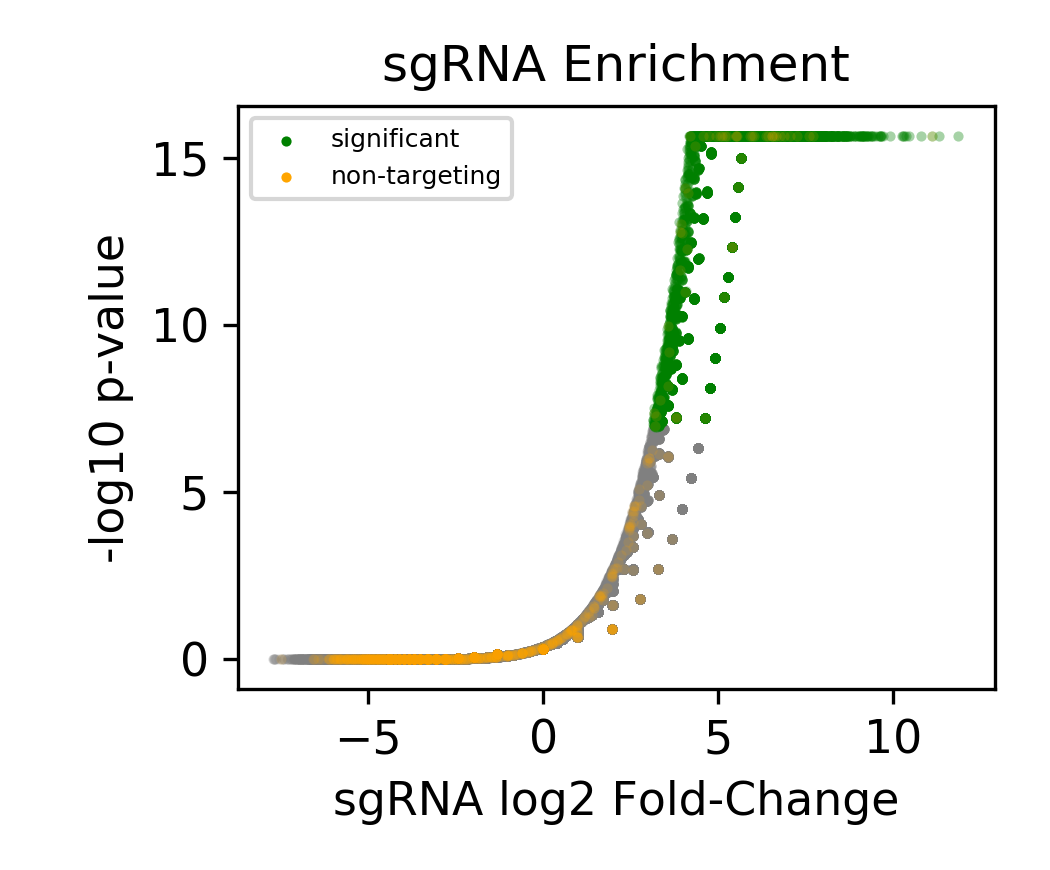 sgRNA Enrichment
significant
non-targeting
-log10 p-value
15
10
5
0
−5 0 5 10
sgRNA log2 Fold-Change